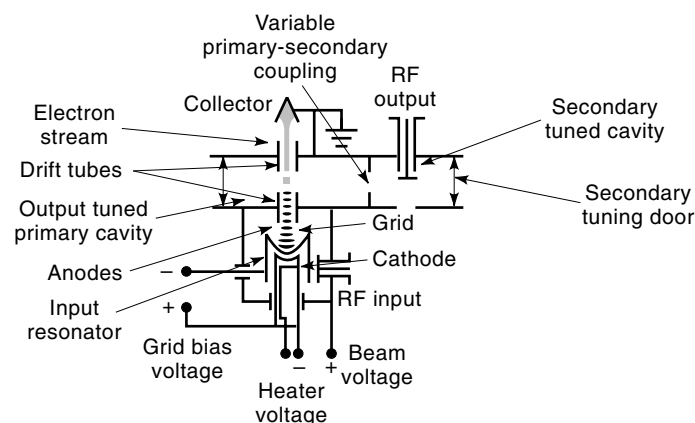 Variable
primary-secondary
coupling
RF
output
Collector
Electron
stream
Secondary
tuned cavity
Drift tubes
Output tuned
primary cavity
Secondary
tuning door
Grid
Anodes
Cathode
–
Input
resonator
+
RF input
Grid bias
voltage
– +
Beam
voltage
Heater
voltage